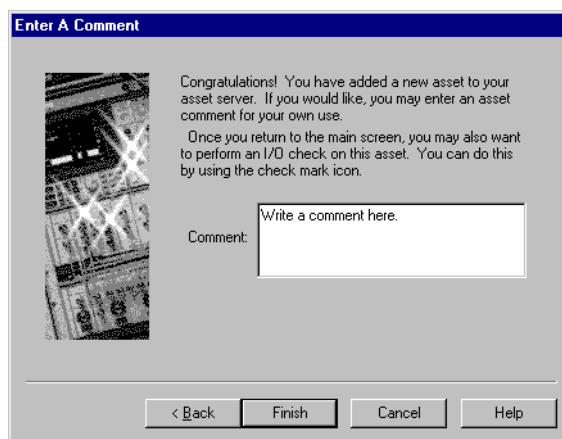 Enter A Comment
Congratulations!  You have added a new asset to your
asset server.  If you would like, you may enter an asset
comment for your own use.
Once you return to the main screen, you may also want
to perform an I/O check on this asset.  You can do this
by using the check mark icon.
Write a comment here.
Comment:
< Back
Finish
Cancel
Help